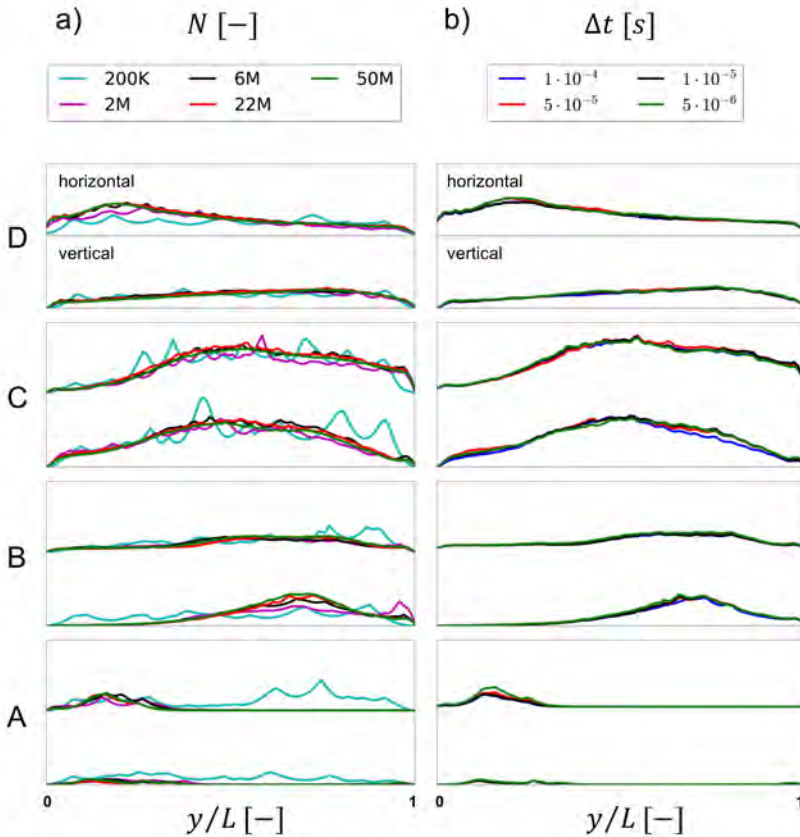 a) N [−] b) Δt [s]
200K 6M 50M 1·10⁻⁴ 1·10⁻⁵
2M 22M 5·10⁻⁵ 5·10⁻⁶
horizontal horizontal
D
vertical vertical
C
B
A
0 1 0 1
y/L [−] y/L [−]